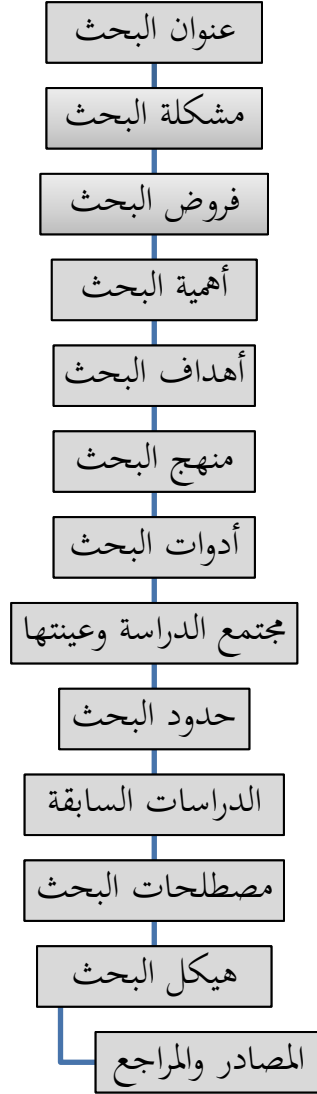 عنوان البحث
مشكلة البحث
فروض البحث
أهمية البحث
أهداف البحث
منهج البحث
أدوات البحث
مجتمع الدراسة وعينتها
حدود البحث
الدراسات السابقة
مصطلحات البحث
هيكل البحث
المصادر والمراجع